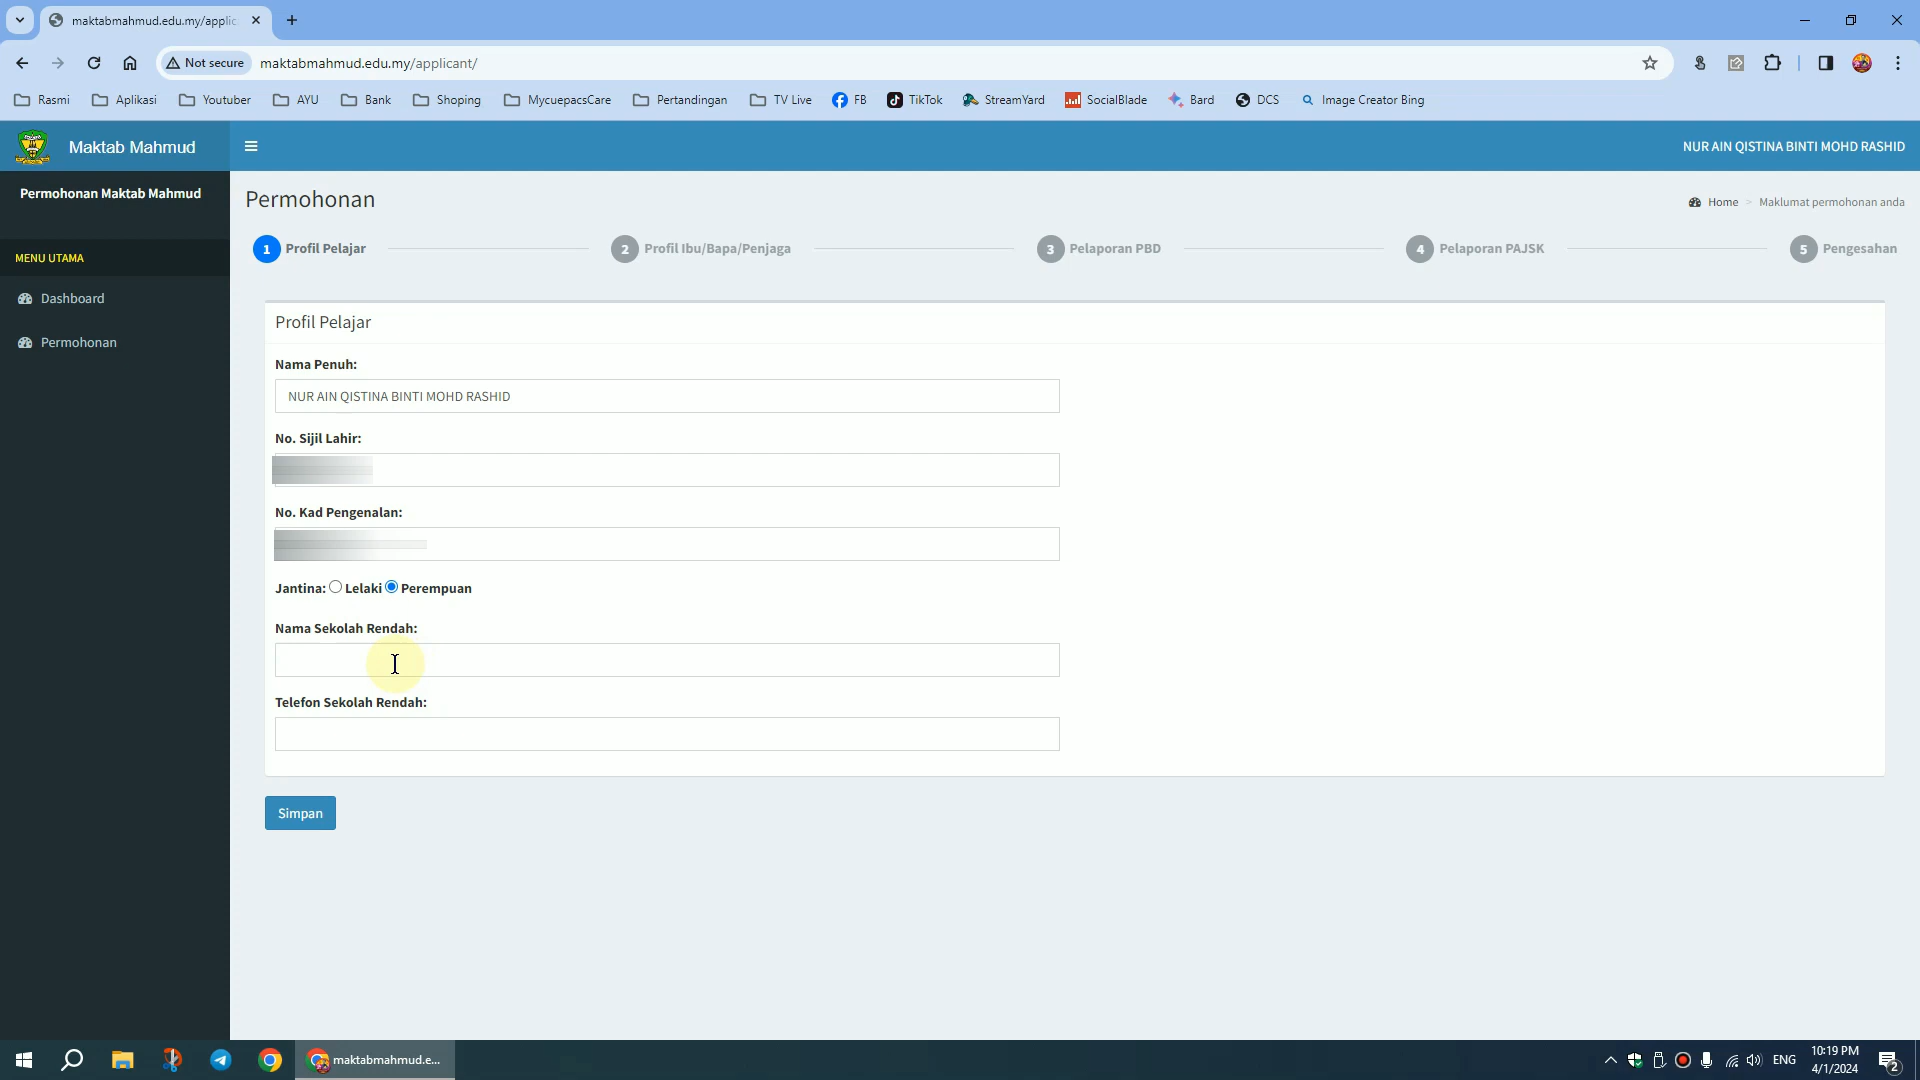 maktabmahmud.edu.my/applic
Not secure
maktabmahmud.edu.my/applicant/
Rasmi
Aplikasi
Youtuber
AYU
Bank
Shoping
MycuepacsCare
Pertandingan
TV Live
FB
TikTok
StreamYard
SocialBlade
Bard
DCS
Image Creator Bing
Maktab Mahmud
NUR AIN QISTINA BINTI MOHD RASHID
Permohonan Maktab Mahmud
MENU UTAMA
Dashboard
Permohonan
Permohonan
Home > Maklumat permohonan anda
1 Profil Pelajar
2 Profil Ibu/Bapa/Penjaga
3 Pelaporan PBD
4 Pelaporan PAJSK
5 Pengesahan
Profil Pelajar
Nama Penuh:
NUR AIN QISTINA BINTI MOHD RASHID
No. Sijil Lahir:
No. Kad Pengenalan:
Jantina: Lelaki Perempuan
Nama Sekolah Rendah:
Telefon Sekolah Rendah:
Simpan
maktabmahmud.e...
ENG
10:19 PM
4/1/2024
2